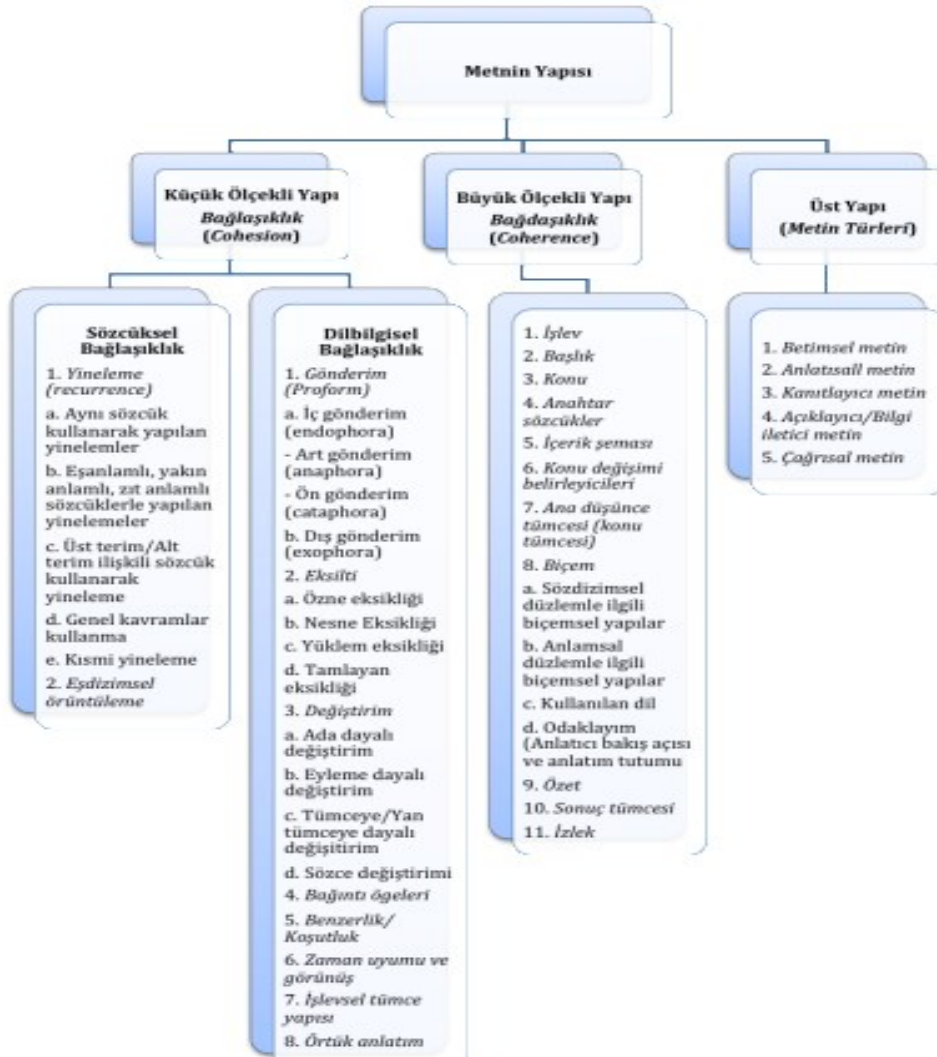 Metnin Yapısı
Küçük Ölçekli Yapı
Bağlaşıklık
(Cohesion)
Büyük Ölçekli Yapı
Bağdaşıklık
(Coherence)
Üst Yapı
(Metin Türleri)
Sözcüksel
Bağlaşıklık
1. Yineleme
(recurrence)
a. Aynı sözcük
kullanarak yapılan
yinelemler
b. Eşanlamlı, yakın
anlamlı, zıt anlamlı
sözcüklerle yapılan
yinelemeler
c. Üst terim/Alt
terim ilişkili sözcük
kullanarak
yineleme
d. Genel kavramlar
kullanma
e. Kısmi yineleme
2. Eşdizimsel
örüntüleme
Dilbilgisel
Bağlaşıklık
1. Gönderim
(Proform)
a. İç gönderim
(endophora)
- Art gönderim
(anaphora)
- Ön gönderim
(cataphora)
b. Dış gönderim
(exophora)
2. Eksilti
a. Özne eksikliği
b. Nesne Eksikliği
c. Yüklem eksikliği
d. Tamlayan
eksikliği
3. Değiştirim
a. Ada dayalı
değiştirim
b. Eyleme dayalı
değiştirim
c. Tümceye/Yan
tümceye dayalı
değişitirim
d. Sözce değiştirimi
4. Bağıntı ögeleri
5. Benzerlik/
Koşutluk
6. Zaman uyumu ve
görünüş
7. İşlevsel tümce
yapısı
8. Örtük anlatım
1. İşlev
2. Başlık
3. Konu
4. Anahtar
sözcükler
5. İçerik şeması
6. Konu değişimi
belirleyicileri
7. Ana düşünce
tümcesi (konu
tümcesi)
8. Biçem
a. Sözdizimsel
düzlemle ilgili
biçemsel yapılar
b. Anlamsal
düzlemle ilgili
biçemsel yapılar
c. Kullanılan dil
d. Odaklayım
(Anlatıcı bakış açısı
ve anlatım tutumu
9. Özet
10. Sonuç tümcesi
11. İzlek
1. Betimsel metin
2. Anlatısall metin
3. Kanıtlayıcı metin
4. Açıklayıcı/Bilgi
iletici metin
5. Çağrısal metin